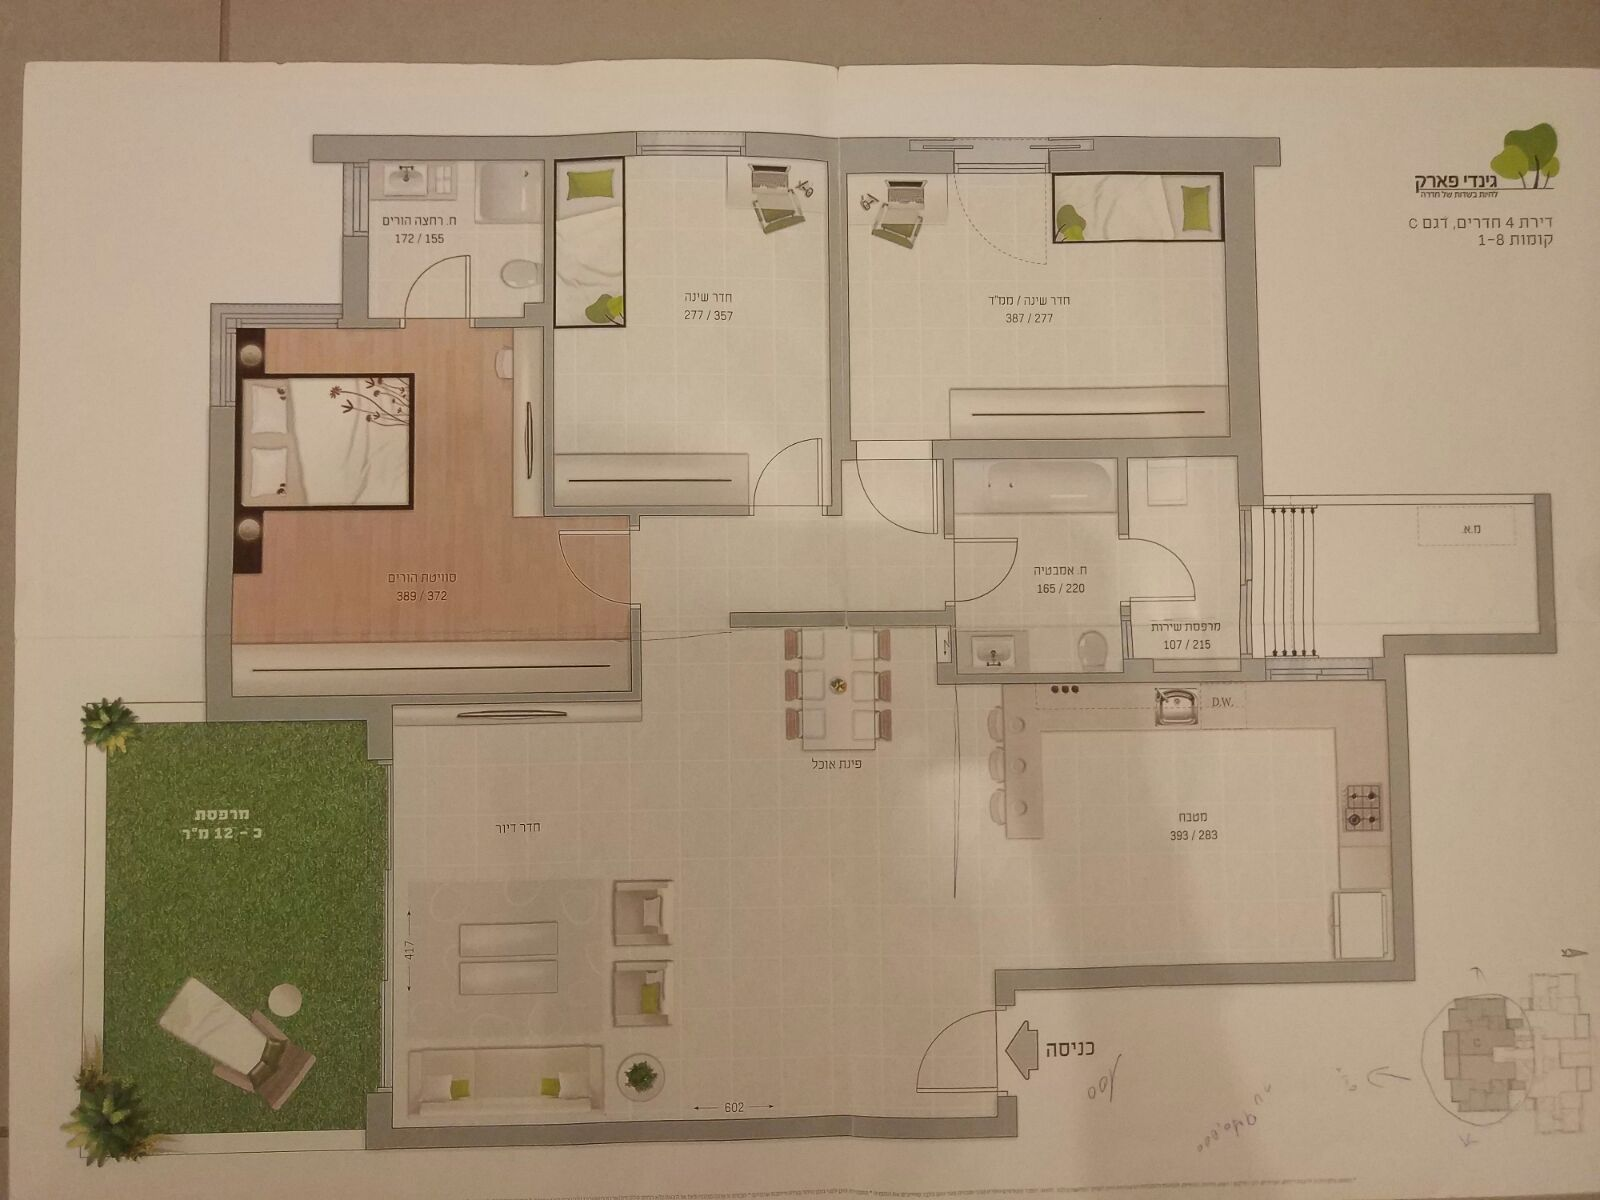 גינדי פארק
לחיות בשדות של חדרה
דירת 4 חדרים, דגם C
קומות 1-8
ח. רחצה הורים
172 / 155
חדר שינה
277 / 357
חדר שינה / ממ"ד
387 / 277
סוויטת הורים
389 / 372
ח. אמבטיה
165 / 220
מרפסת שירות
107 / 215
מ.א.
D.W.
פינת אוכל
מטבח
393 / 283
חדר דיור
מרפסת
כ - 12 מ"ר
417
602
כניסה
100
C